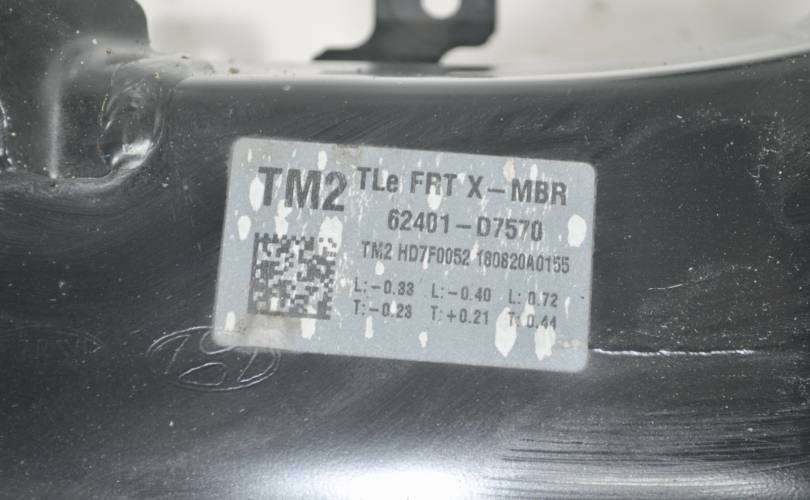 TM2 TLe FRT X-MBR
62401-D7570
TM2 HD7F0052 180820A0155
L:-0.33 L:-0.40 L:0.72
T:-0.23 T:+0.21 T:0.44